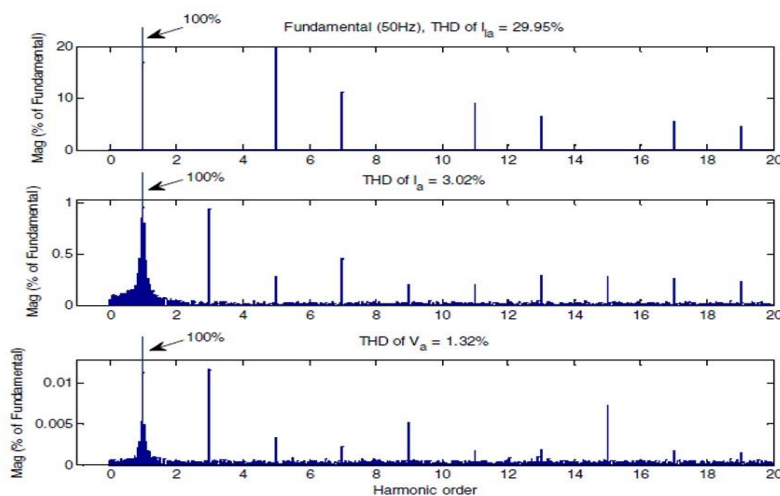 100%
Fundamental (50Hz), THD of Ila = 29.95%
Mag (% of Fundamental)
20
10
0
0 2 4 6 8 10 12 14 16 18 20
100%
THD of Ia = 3.02%
Mag (% of Fundamental)
1
0.5
0
0 2 4 6 8 10 12 14 16 18 20
100%
THD of Va = 1.32%
Mag (% of Fundamental)
0.01
0.005
0
0 2 4 6 8 10 12 14 16 18 20
Harmonic order